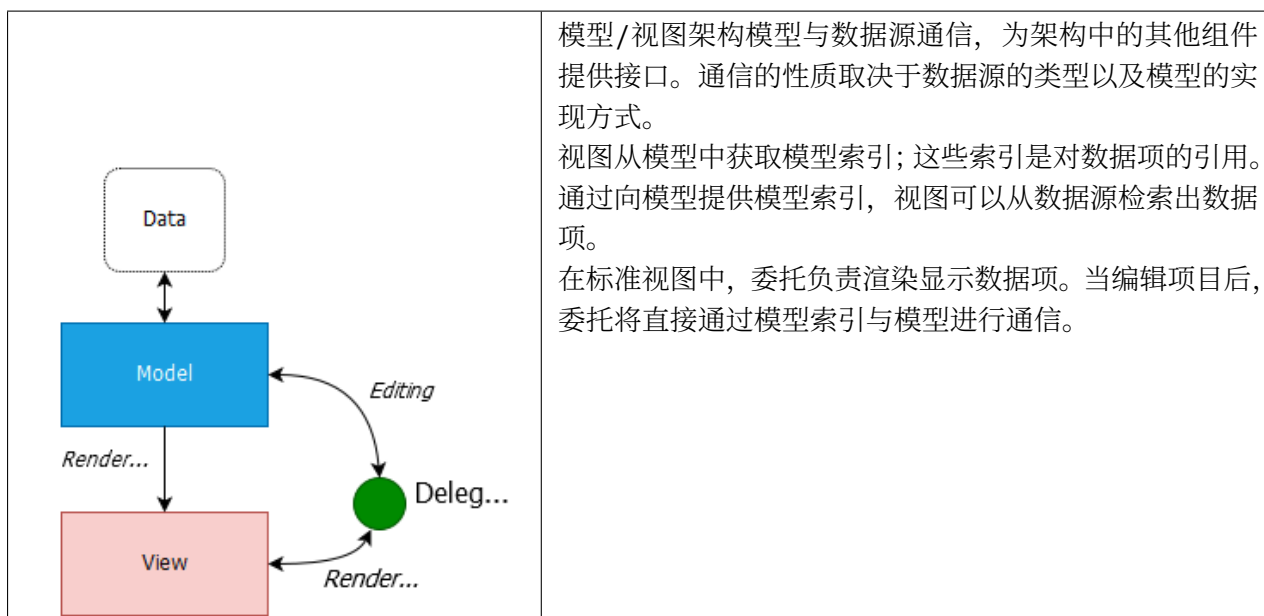 Data
Model
Editing
Render...
Deleg...
View
Render...
模型/视图架构模型与数据源通信，为架构中的其他组件
提供接口。通信的性质取决于数据源的类型以及模型的实
现方式。
视图从模型中获取模型索引；这些索引是对数据项的引用。
通过向模型提供模型索引，视图可以从数据源检索出数据
项。
在标准视图中，委托负责渲染显示数据项。当编辑项目后，
委托将直接通过模型索引与模型进行通信。